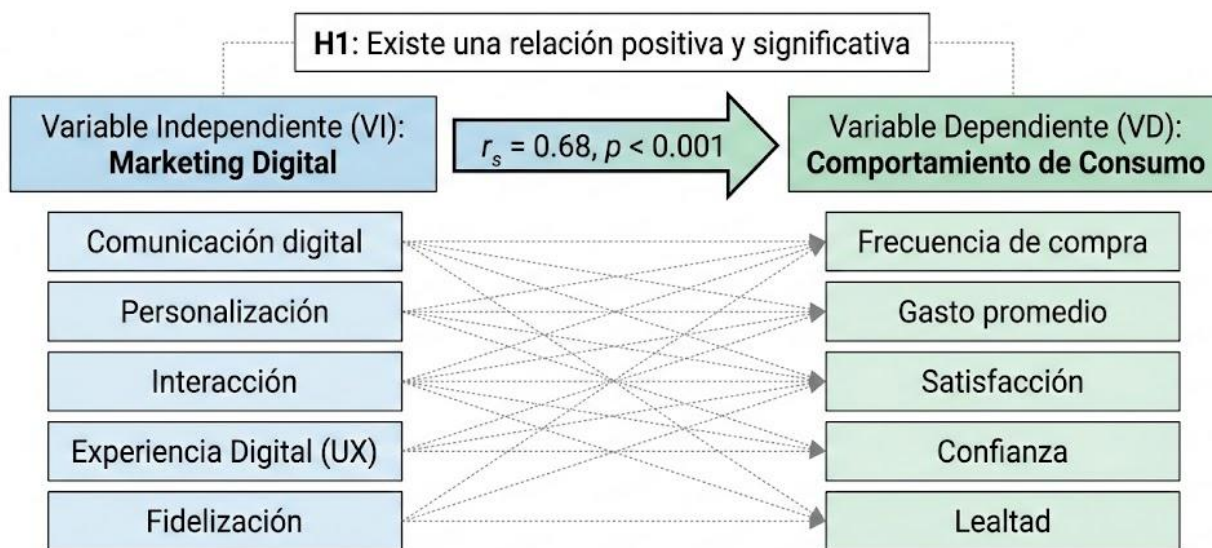 H1: Existe una relación positiva y significativa
Variable Independiente (VI):
Marketing Digital
rs = 0.68, p < 0.001
Variable Dependiente (VD):
Comportamiento de Consumo
Comunicación digital
Frecuencia de compra
Personalización
Gasto promedio
Interacción
Satisfacción
Experiencia Digital (UX)
Confianza
Fidelización
Lealtad